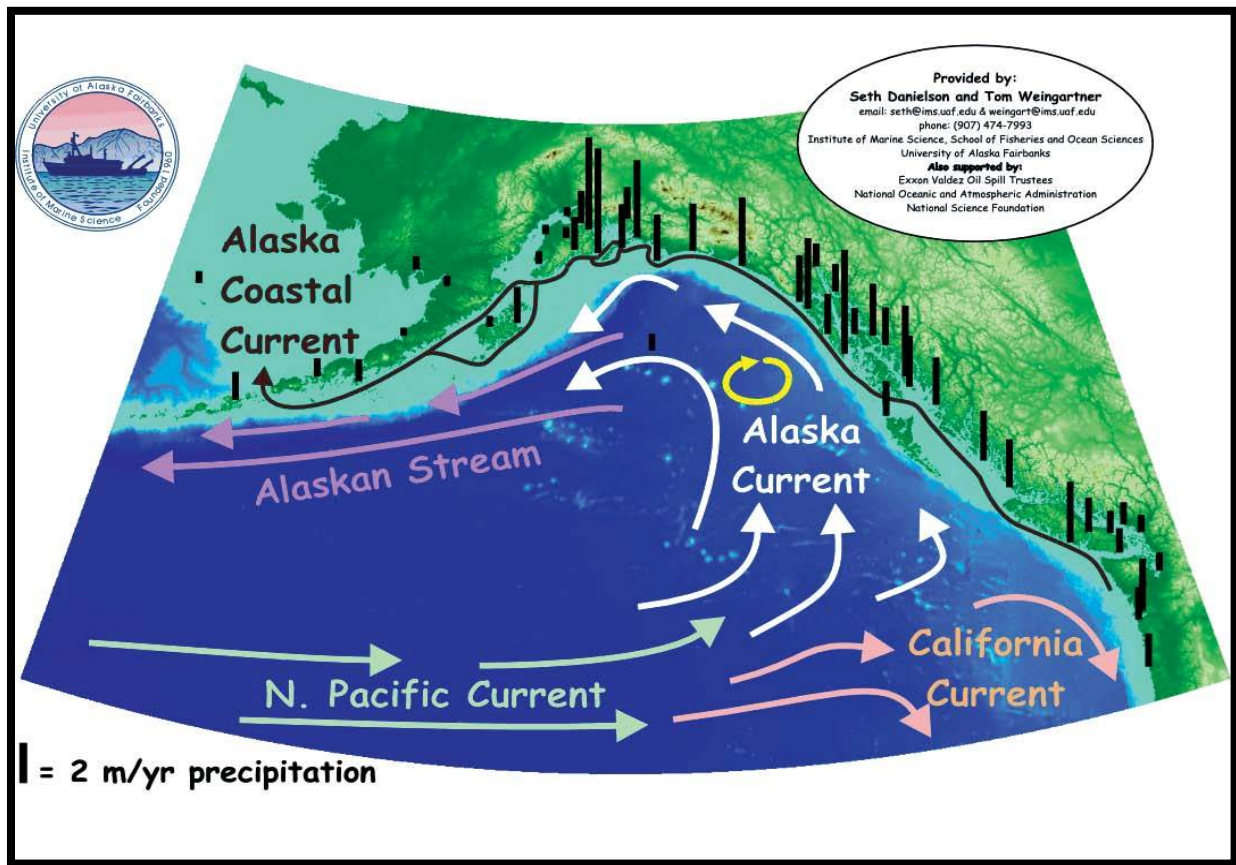 University of Alaska Fairbanks
Institute of Marine Science Founded 1960
Provided by:
Seth Danielson and Tom Weingartner
email: seth@ims.uaf.edu & weingart@ims.uaf.edu
phone: (907) 474-7993
Institute of Marine Science, School of Fisheries and Ocean Sciences
University of Alaska Fairbanks
Also supported by:
Exxon Valdez Oil Spill Trustees
National Oceanic and Atmospheric Administration
National Science Foundation
Alaska
Coastal
Current
Alaska
Current
Alaskan Stream
California
Current
N. Pacific Current
= 2 m/yr precipitation